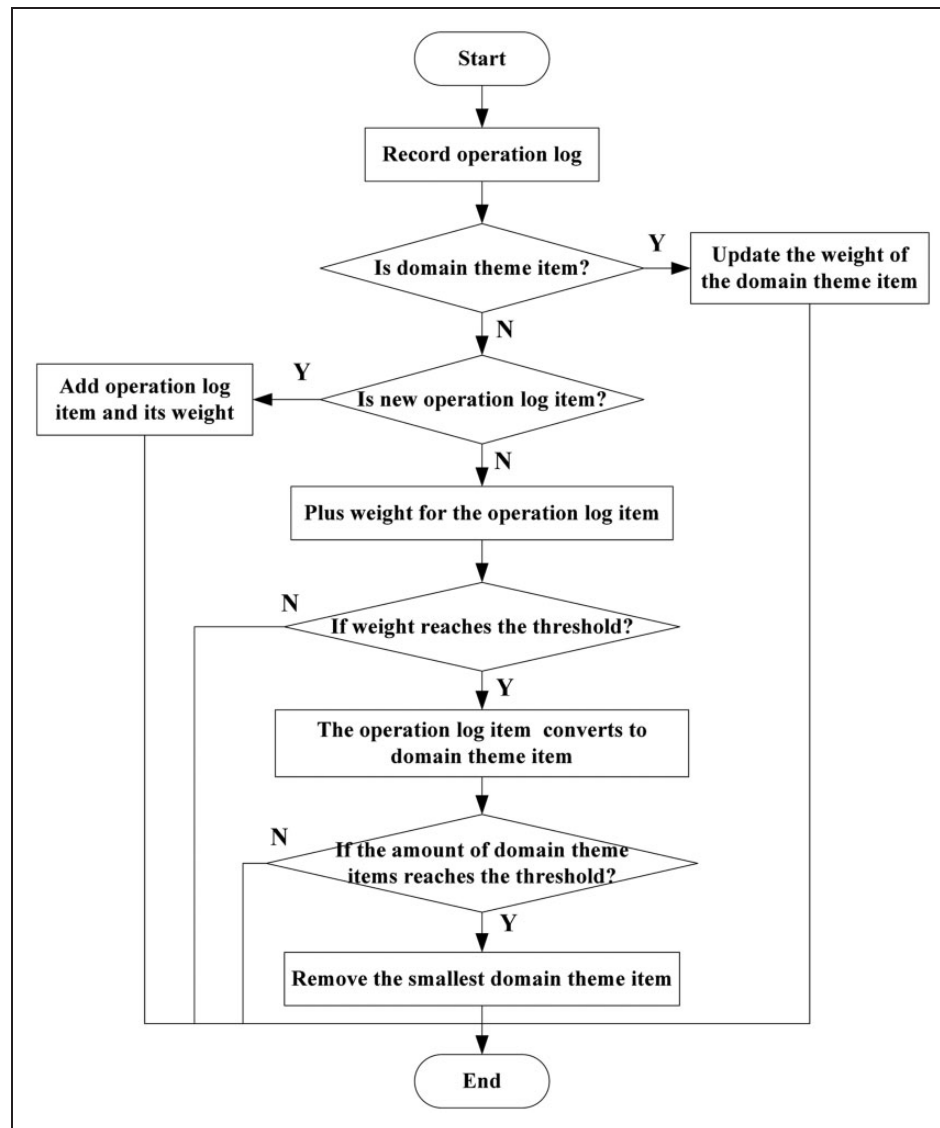 Start
Record operation log
Is domain theme item?
Y
Update the weight of
the domain theme item
N
Y
Add operation log
item and its weight
Is new operation log item?
N
Plus weight for the operation log item
N
If weight reaches the threshold?
Y
The operation log item converts to
domain theme item
N
If the amount of domain theme
items reaches the threshold?
Y
Remove the smallest domain theme item
End